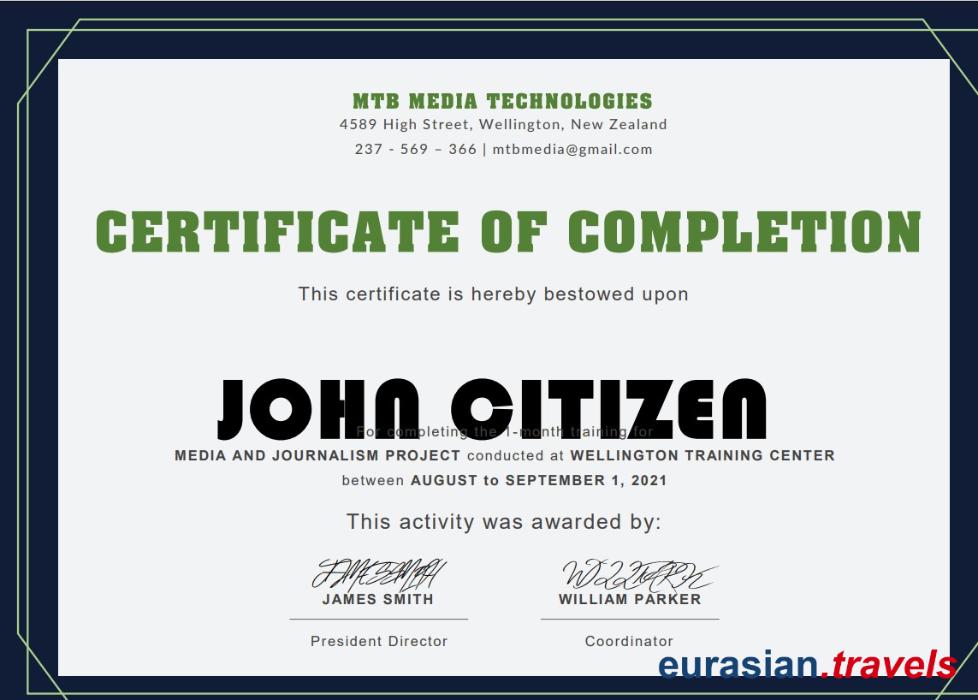 MTB MEDIA TECHNOLOGIES
4589 High Street, Wellington, New Zealand
237 - 569 – 366 | mtbmedia@gmail.com
CERTIFICATE OF COMPLETION
This certificate is hereby bestowed upon
JOHN CITIZEN
For completing the 1-month training for
MEDIA AND JOURNALISM PROJECT conducted at WELLINGTON TRAINING CENTER
between AUGUST to SEPTEMBER 1, 2021
This activity was awarded by:
JAMES SMITH WILLIAM PARKER
President Director Coordinator
eurasian.travels